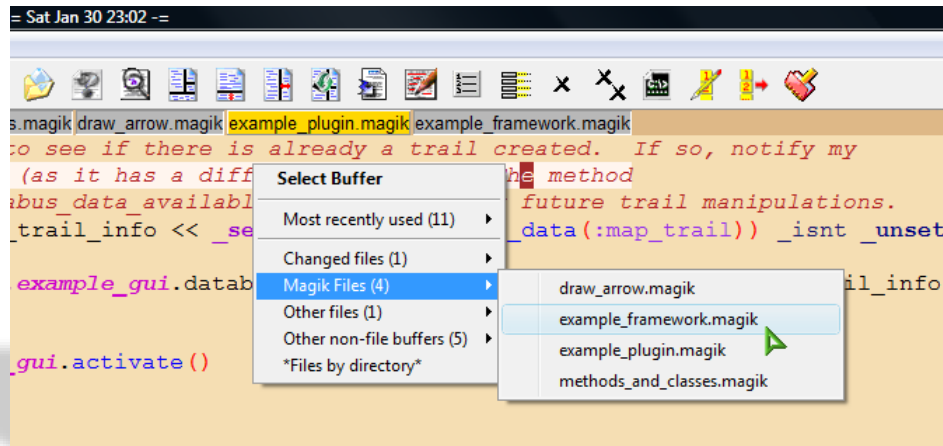 = Sat Jan 30 23:02 -=
s.magik draw_arrow.magik example_plugin.magik example_framework.magik
to see if there is already a trail created. If so, notify my
(as it has a diff he method
abus_data_availabl future trail manipulations.
_trail_info << _se _data(:map_trail)) _isnt _unset
.example_gui.datab il_info
_gui.activate()
Select Buffer
Most recently used (11)
Changed files (1)
Magik Files (4)
Other files (1)
Other non-file buffers (5)
*Files by directory*
draw_arrow.magik
example_framework.magik
example_plugin.magik
methods_and_classes.magik